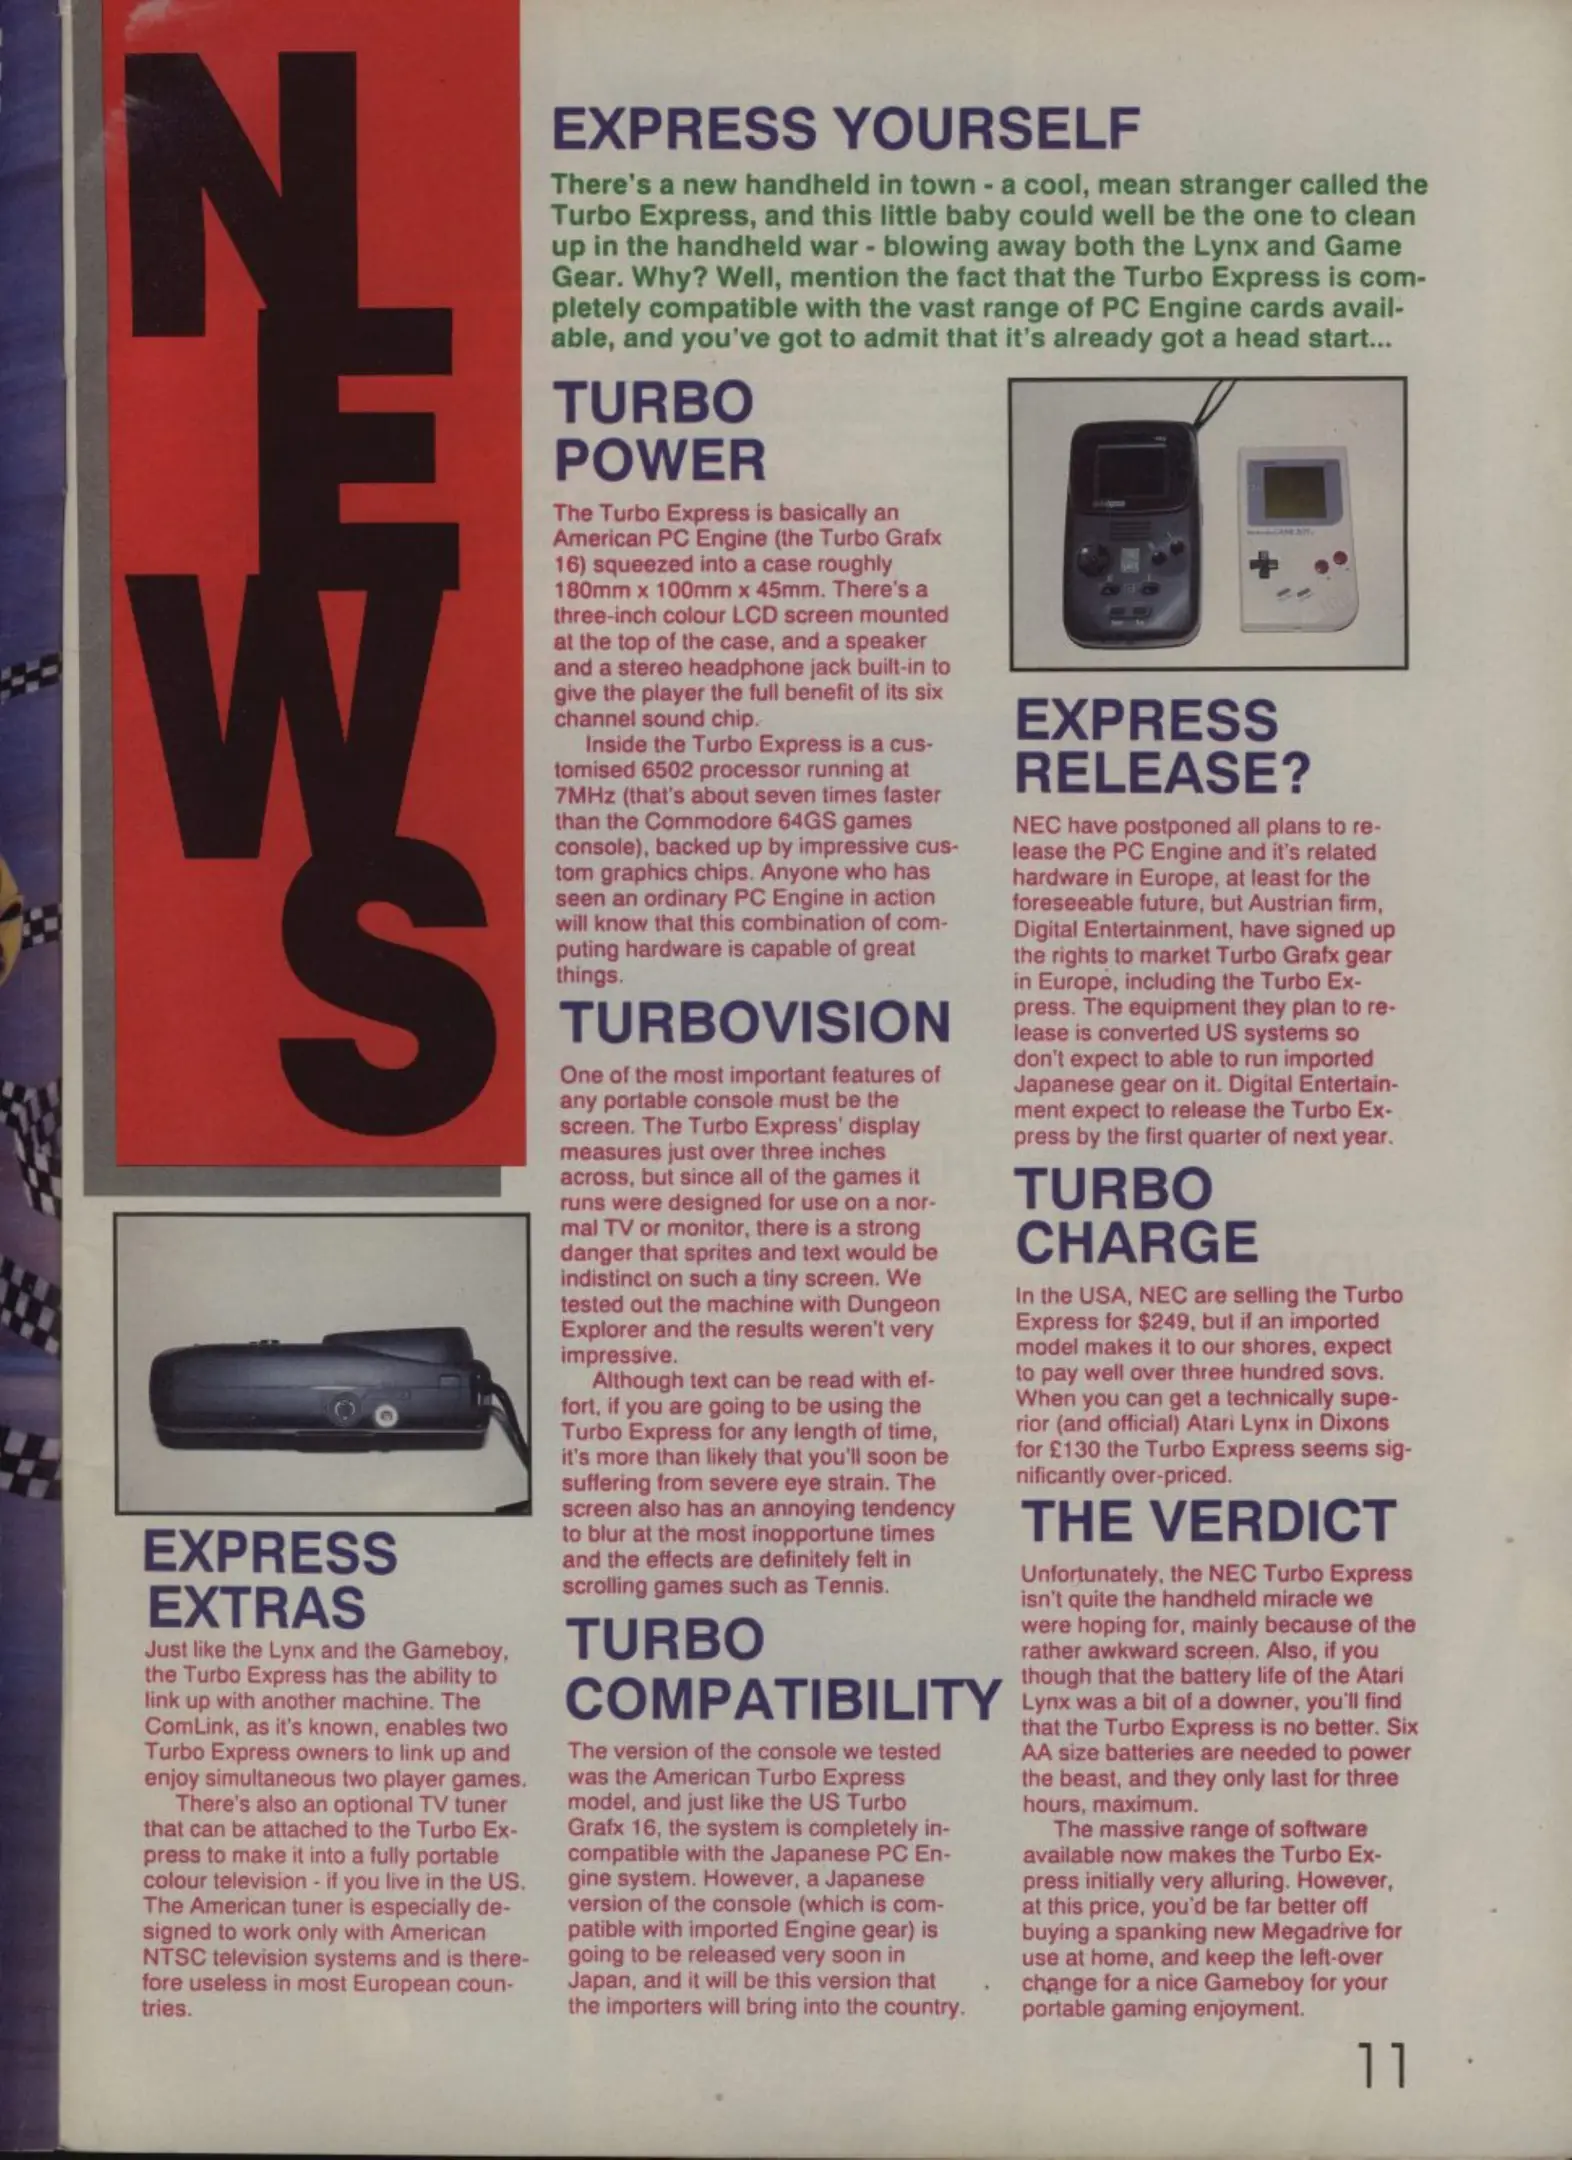 NEWS
EXPRESS YOURSELF
There's a new handheld in town - a cool, mean stranger called the
Turbo Express, and this little baby could well be the one to clean
up in the handheld war - blowing away both the Lynx and Game
Gear. Why? Well, mention the fact that the Turbo Express is com-
pletely compatible with the vast range of PC Engine cards avail-
able, and you've got to admit that it's already got a head start...
EXPRESS
EXTRAS
Just like the Lynx and the Gameboy,
the Turbo Express has the ability to
link up with another machine. The
ComLink, as it's known, enables two
Turbo Express owners to link up and
enjoy simultaneous two player games.
There's also an optional TV tuner
that can be attached to the Turbo Ex-
press to make it into a fully portable
colour television - if you live in the US.
The American tuner is especially de-
signed to work only with American
NTSC television systems and is there-
fore useless in most European coun-
tries.
TURBO
POWER
The Turbo Express is basically an
American PC Engine (the Turbo Grafx
16) squeezed into a case roughly
180mm x 100mm x 45mm. There's a
three-inch colour LCD screen mounted
at the top of the case, and a speaker
and a stereo headphone jack built-in to
give the player the full benefit of its six
channel sound chip.
Inside the Turbo Express is a cus-
tomised 6502 processor running at
7MHz (that's about seven times faster
than the Commodore 64GS games
console), backed up by impressive cus-
tom graphics chips. Anyone who has
seen an ordinary PC Engine in action
will know that this combination of com-
puting hardware is capable of great
things.
TURBOVISION
One of the most important features of
any portable console must be the
screen. The Turbo Express' display
measures just over three inches
across, but since all of the games it
runs were designed for use on a nor-
mal TV or monitor, there is a strong
danger that sprites and text would be
indistinct on such a tiny screen. We
tested out the machine with Dungeon
Explorer and the results weren't very
impressive.
Although text can be read with ef-
fort, if you are going to be using the
Turbo Express for any length of time,
it's more than likely that you'll soon be
suffering from severe eye strain. The
screen also has an annoying tendency
to blur at the most inopportune times
and the effects are definitely felt in
scrolling games such as Tennis.
TURBO
COMPATIBILITY
The version of the console we tested
was the American Turbo Express
model, and just like the US Turbo
Grafx 16, the system is completely in-
compatible with the Japanese PC En-
gine system. However, a Japanese
version of the console (which is com-
patible with imported Engine gear) is
going to be released very soon in
Japan, and it will be this version that
the importers will bring into the country.
EXPRESS
RELEASE?
NEC have postponed all plans to re-
lease the PC Engine and it's related
hardware in Europe, at least for the
foreseeable future, but Austrian firm,
Digital Entertainment, have signed up
the rights to market Turbo Grafx gear
in Europe, including the Turbo Ex-
press. The equipment they plan to re-
lease is converted US systems so
don't expect to able to run imported
Japanese gear on it. Digital Entertain-
ment expect to release the Turbo Ex-
press by the first quarter of next year.
TURBO
CHARGE
In the USA, NEC are selling the Turbo
Express for $249, but if an imported
model makes it to our shores, expect
to pay well over three hundred sovs.
When you can get a technically supe-
rior (and official) Atari Lynx in Dixons
for £130 the Turbo Express seems sig-
nificantly over-priced.
THE VERDICT
Unfortunately, the NEC Turbo Express
isn't quite the handheld miracle we
were hoping for, mainly because of the
rather awkward screen. Also, if you
though that the battery life of the Atari
Lynx was a bit of a downer, you'll find
that the Turbo Express is no better. Six
AA size batteries are needed to power
the beast, and they only last for three
hours, maximum.
The massive range of software
available now makes the Turbo Ex-
press initially very alluring. However,
at this price, you'd be far better off
buying a spanking new Megadrive for
use at home, and keep the left-over
change for a nice Gameboy for your
portable gaming enjoyment.
11